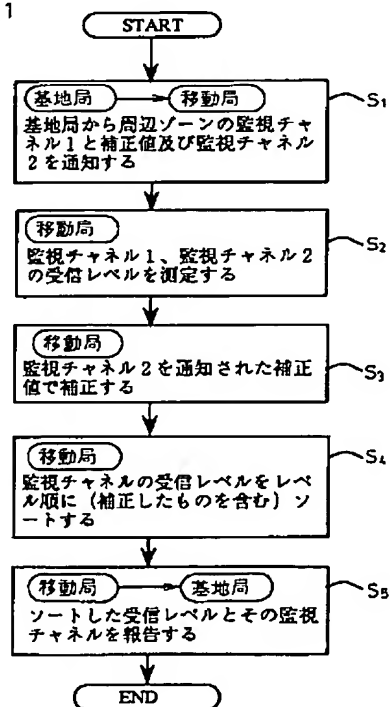 1
START
基地局 移動局
S1
基地局から周辺ゾーンの監視チャ
ネル1と補正値及び監視チャネル
2を通知する
移動局
S2
監視チャネル1、監視チャネル2
の受信レベルを測定する
移動局
S3
監視チャネル2を通知された補正
値で補正する
移動局
S4
監視チャネルの受信レベルをレベ
ル順に(補正したものを含む)ソ
ートする
移動局 基地局
S5
ソートした受信レベルとその監視
チャネルを報告する
END